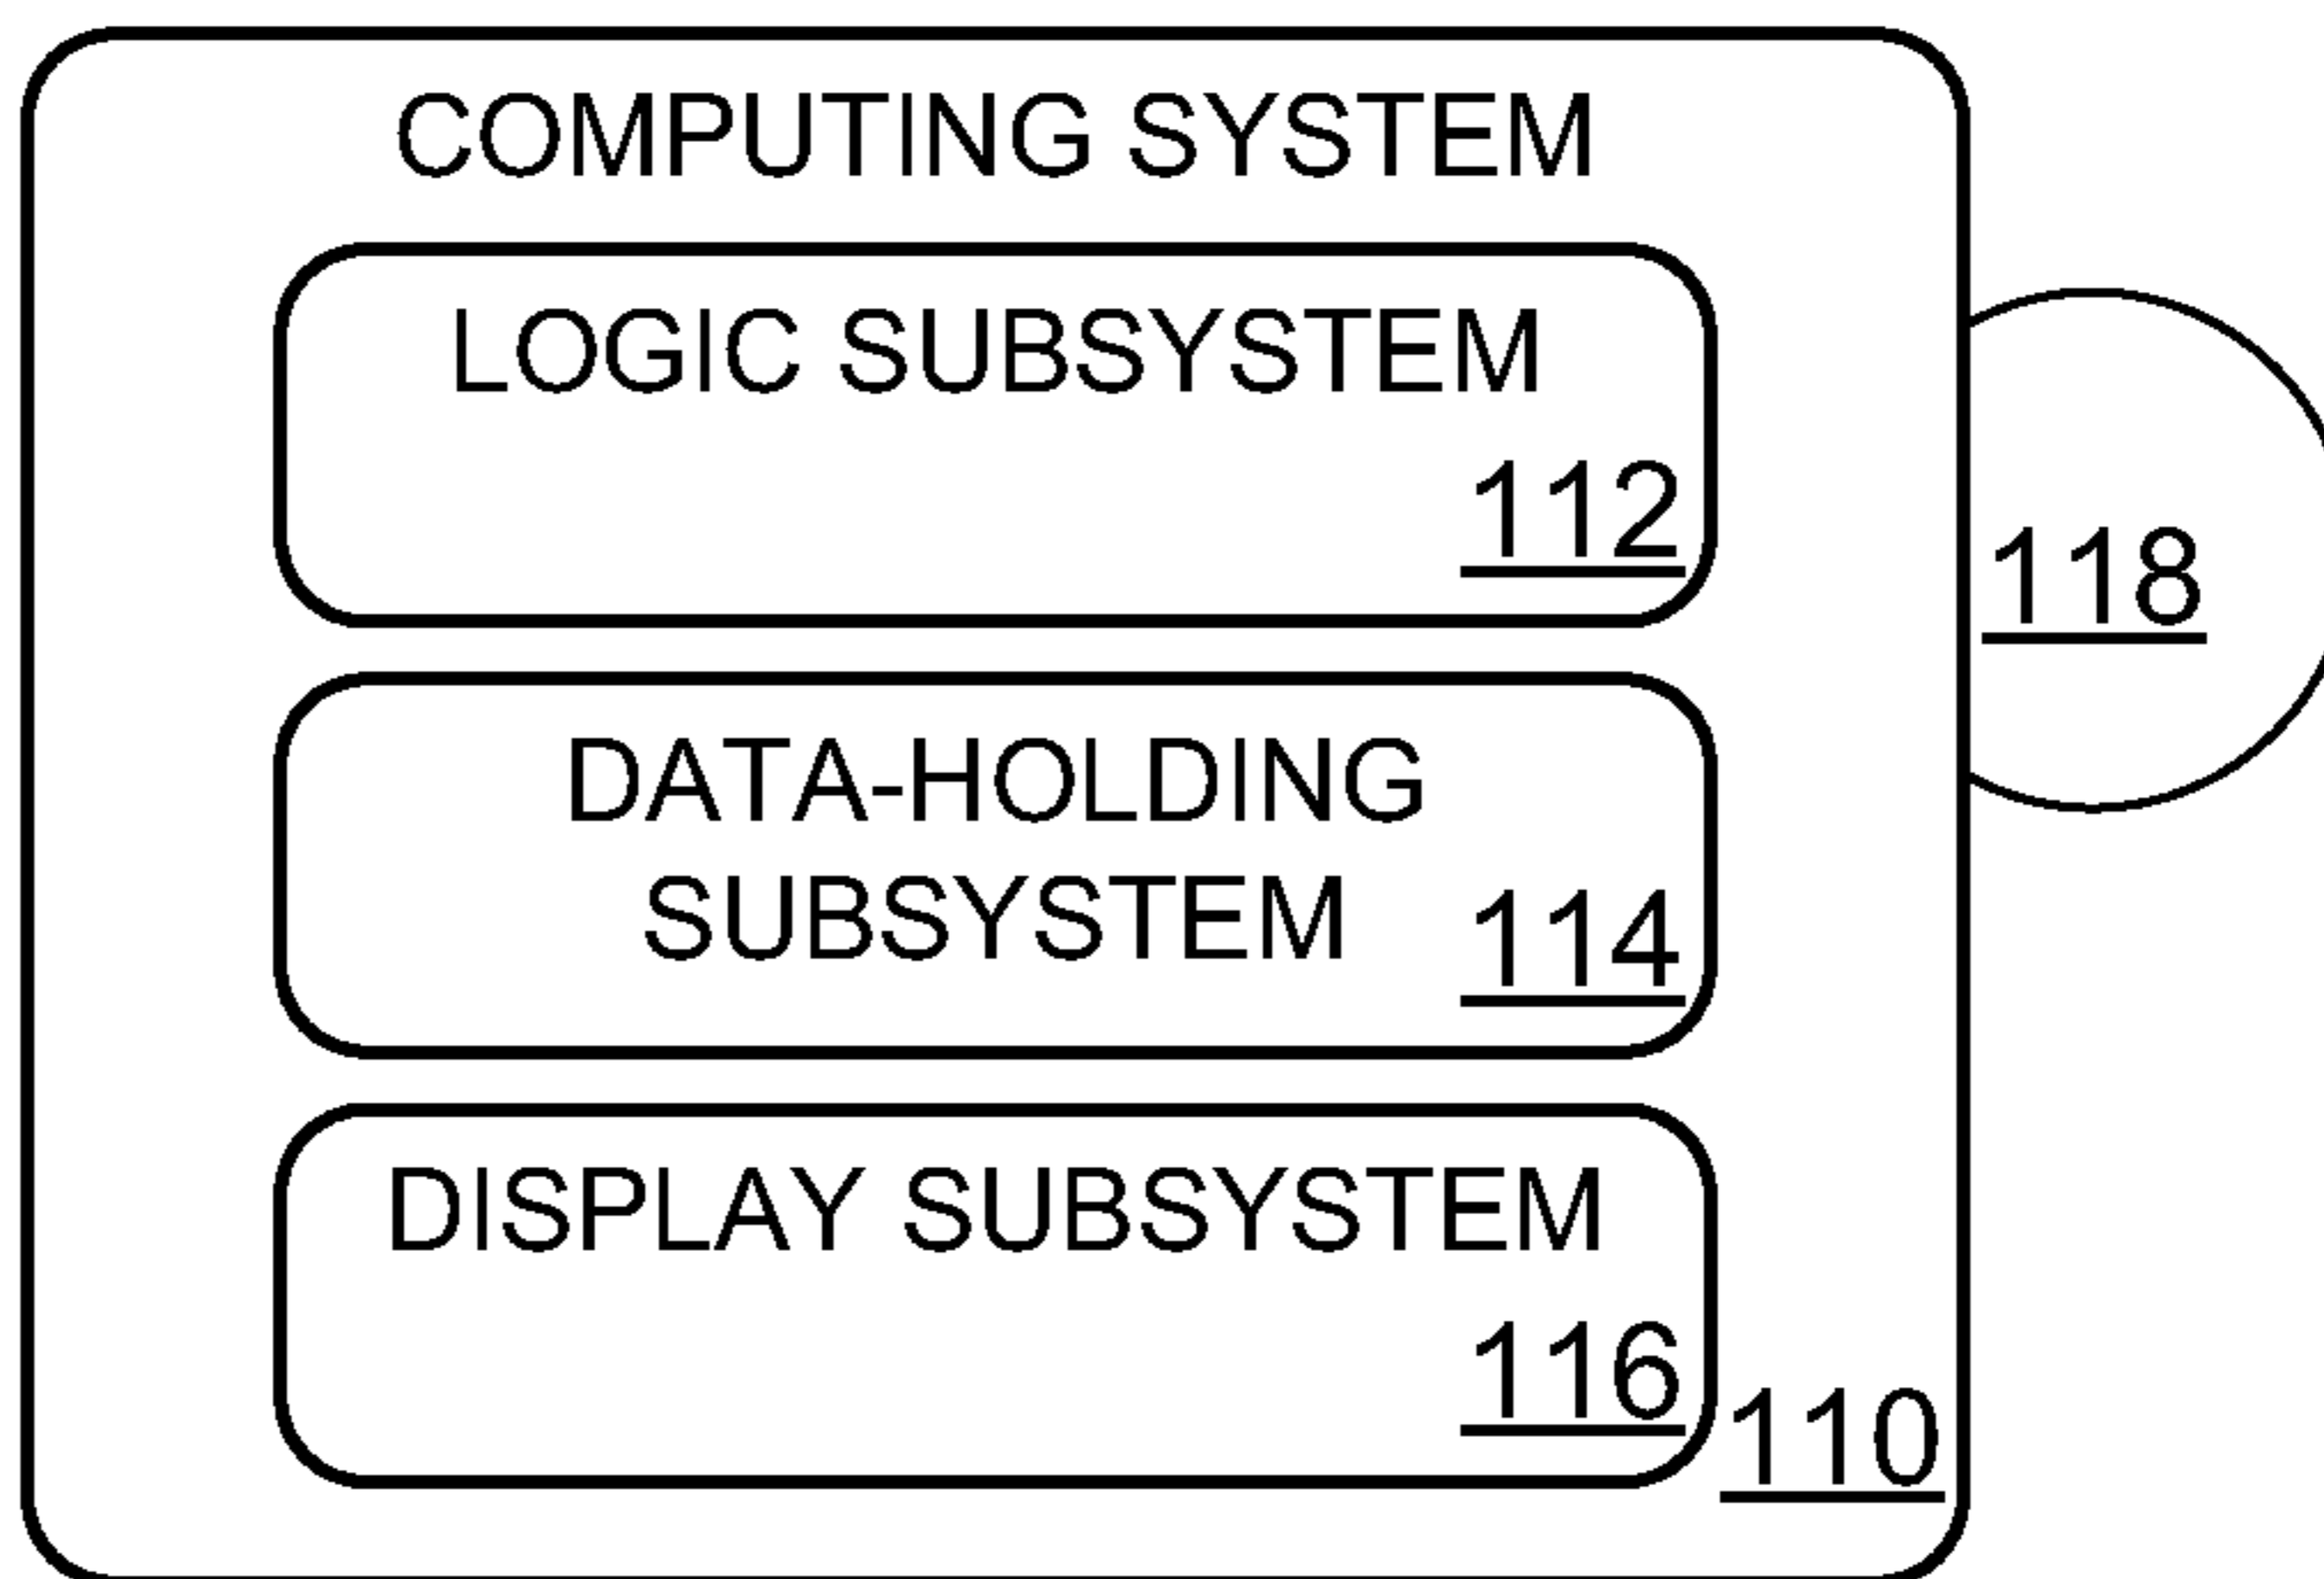 COMPUTING SYSTEM
LOGIC SUBSYSTEM
112
118
DATA-HOLDING
SUBSYSTEM 114
DISPLAY SUBSYSTEM
116
110